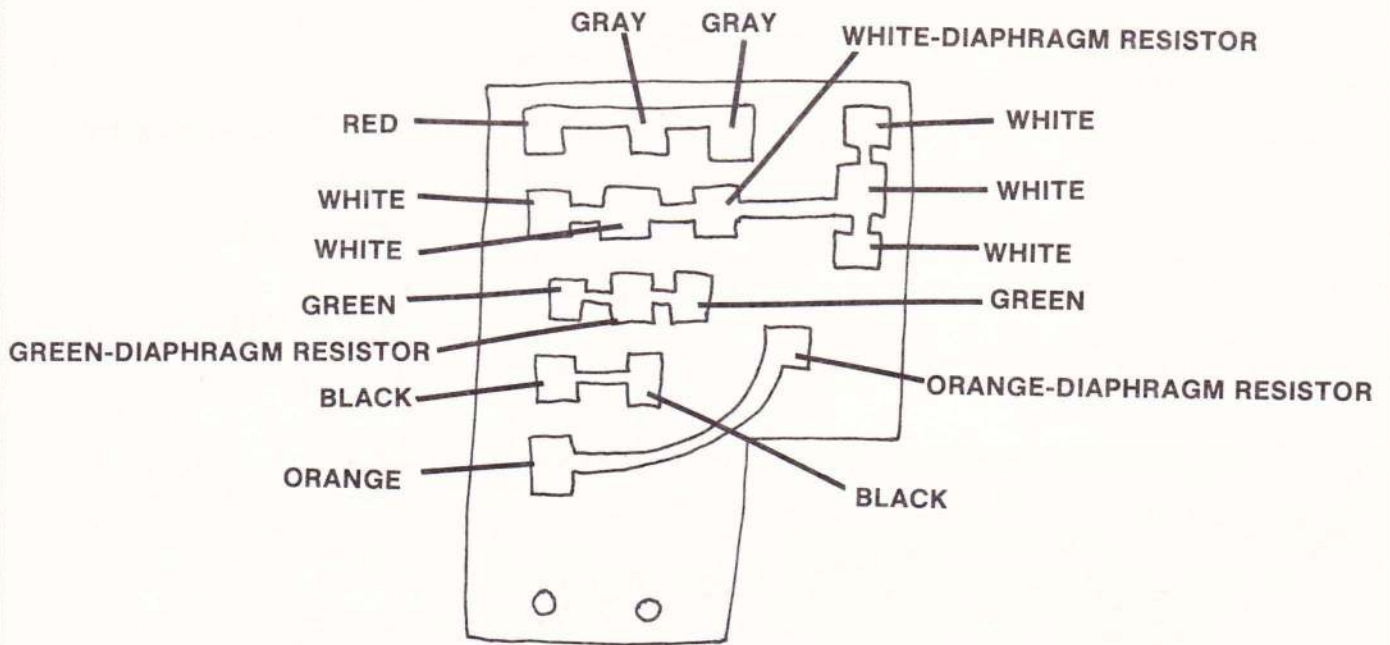 GRAY
GRAY
WHITE-DIAPHRAGM RESISTOR
RED
WHITE
WHITE
WHITE
WHITE
WHITE
GREEN
GREEN
GREEN-DIAPHRAGM RESISTOR
ORANGE-DIAPHRAGM RESISTOR
BLACK
ORANGE
BLACK